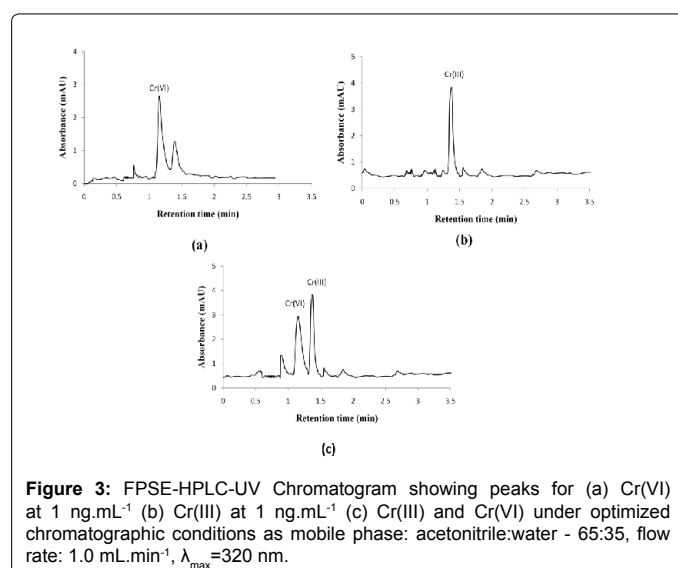 4
3
2
1
0
Absorbance (mAU)
Cr(VI)
0 0.5 1 1.5 2 2.5 3 3.5
Retention time (min)
(a)
5
4
3
2
1
0
Absorbance (mAU)
Cr(III)
0 0.5 1 1.5 2 2.5 3 3.5
Retention time (min)
(b)
5
4
3
2
1
0
Absorbance (mAU)
Cr(VI)
Cr(III)
0 0.5 1 1.5 2 2.5 3 3.5
Retention time (min)
(c)
Figure 3: FPSE-HPLC-UV Chromatogram showing peaks for (a) Cr(VI)
at 1 ng.mL⁻¹ (b) Cr(III) at 1 ng.mL⁻¹ (c) Cr(III) and Cr(VI) under optimized
chromatographic conditions as mobile phase: acetonitrile:water - 65:35, flow
rate: 1.0 mL.min⁻¹, λmax=320 nm.